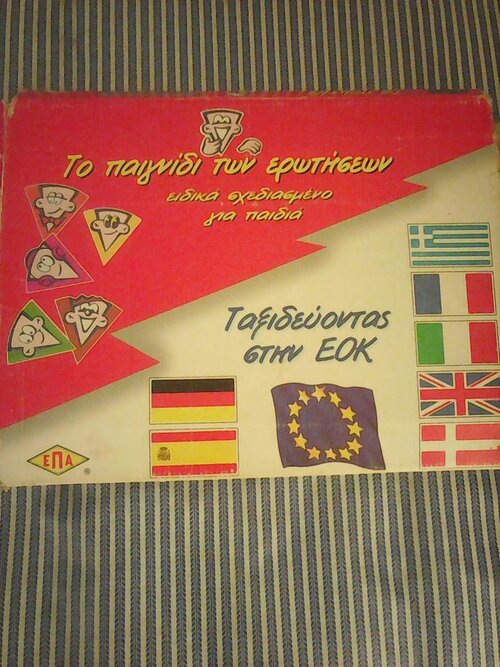 Το παιχνίδι των ερωτήσεων
ειδικά σχεδιασμένο
για παιδιά
Ταξιδεύοντας
στην ΕΟΚ
ΕΠΑ
®